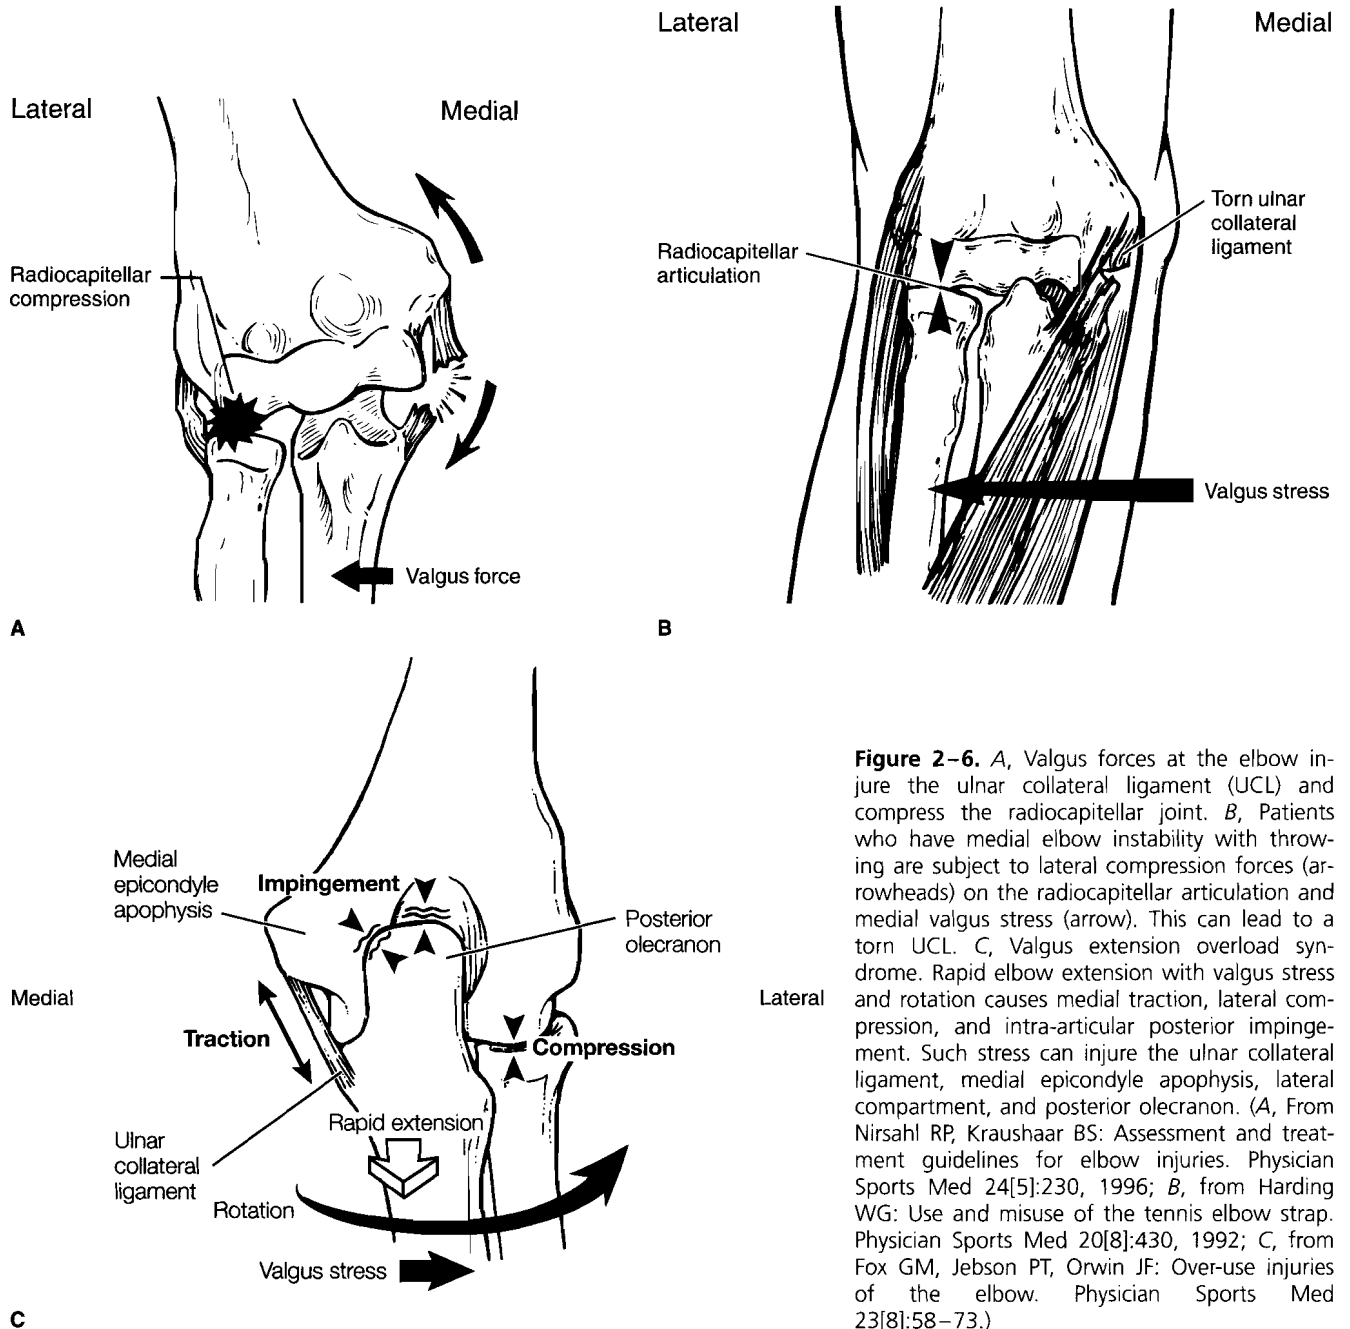 Lateral
Medial
Radiocapitellar
compression
Valgus force
A
Lateral
Medial
Radiocapitellar
articulation
Torn ulnar
collateral
ligament
Valgus stress
B
Medial
epicondyle
apophysis
Impingement
Posterior
olecranon
Medial
Lateral
Traction
Compression
Rapid extension
Ulnar
collateral
ligament
Rotation
Valgus stress
C
Figure 2–6. A, Valgus forces at the elbow in-
jure the ulnar collateral ligament (UCL) and
compress the radiocapitellar joint. B, Patients
who have medial elbow instability with throw-
ing are subject to lateral compression forces (ar-
rowheads) on the radiocapitellar articulation and
medial valgus stress (arrow). This can lead to a
torn UCL. C, Valgus extension overload syn-
drome. Rapid elbow extension with valgus stress
and rotation causes medial traction, lateral com-
pression, and intra-articular posterior impinge-
ment. Such stress can injure the ulnar collateral
ligament, medial epicondyle apophysis, lateral
compartment, and posterior olecranon. (A, From
Nirsahl RP, Kraushaar BS: Assessment and treat-
ment guidelines for elbow injuries. Physician
Sports Med 24[5]:230, 1996; B, from Harding
WG: Use and misuse of the tennis elbow strap.
Physician Sports Med 20[8]:430, 1992; C, from
Fox GM, Jebson PT, Orwin JF: Over-use injuries
of the elbow. Physician Sports Med
23[8]:58–73.)